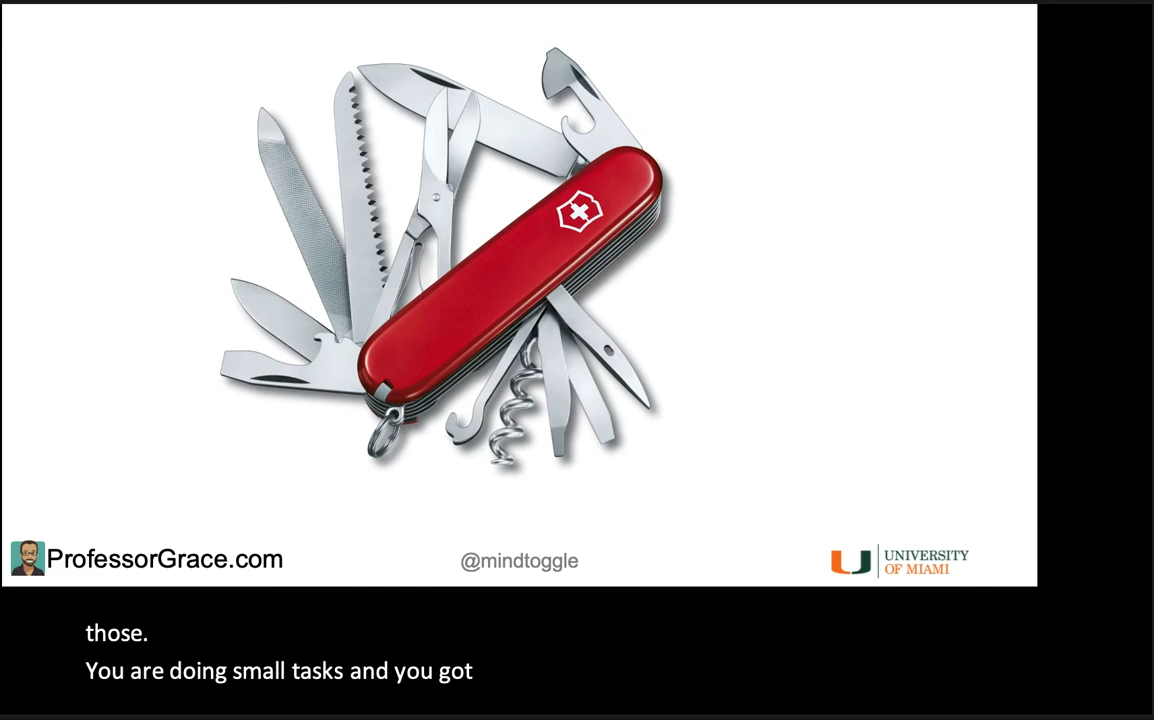 ProfessorGrace.com
@mindtoggle
UNIVERSITY
OF MIAMI
those.
You are doing small tasks and you got